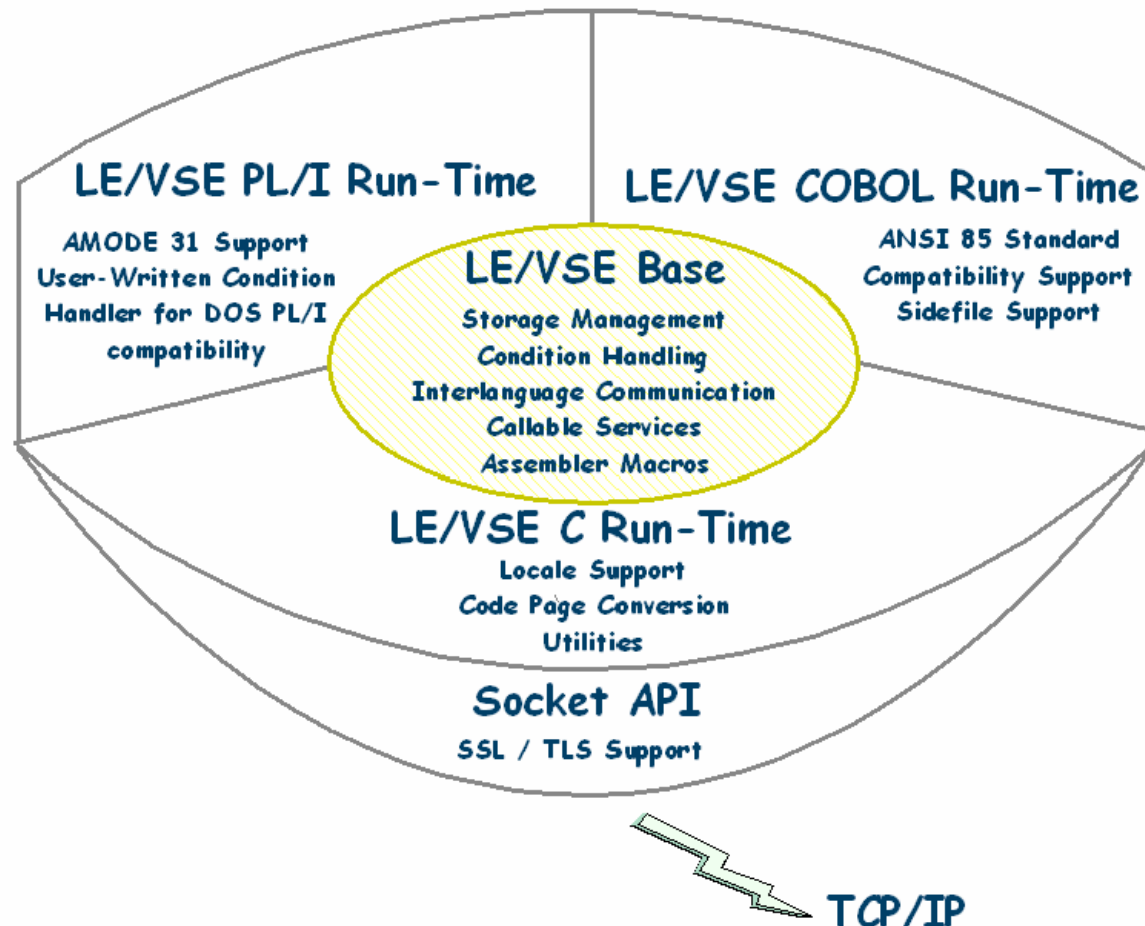 LE/VSE PL/I Run-Time
AMODE 31 Support
User-Written Condition
Handler for DOS PL/I
compatibility
LE/VSE COBOL Run-Time
ANSI 85 Standard
Compatibility Support
Sidefile Support
LE/VSE Base
Storage Management
Condition Handling
Interlanguage Communication
Callable Services
Assembler Macros
LE/VSE C Run-Time
Locale Support
Code Page Conversion
Utilities
Socket API
SSL / TLS Support
TCP/IP